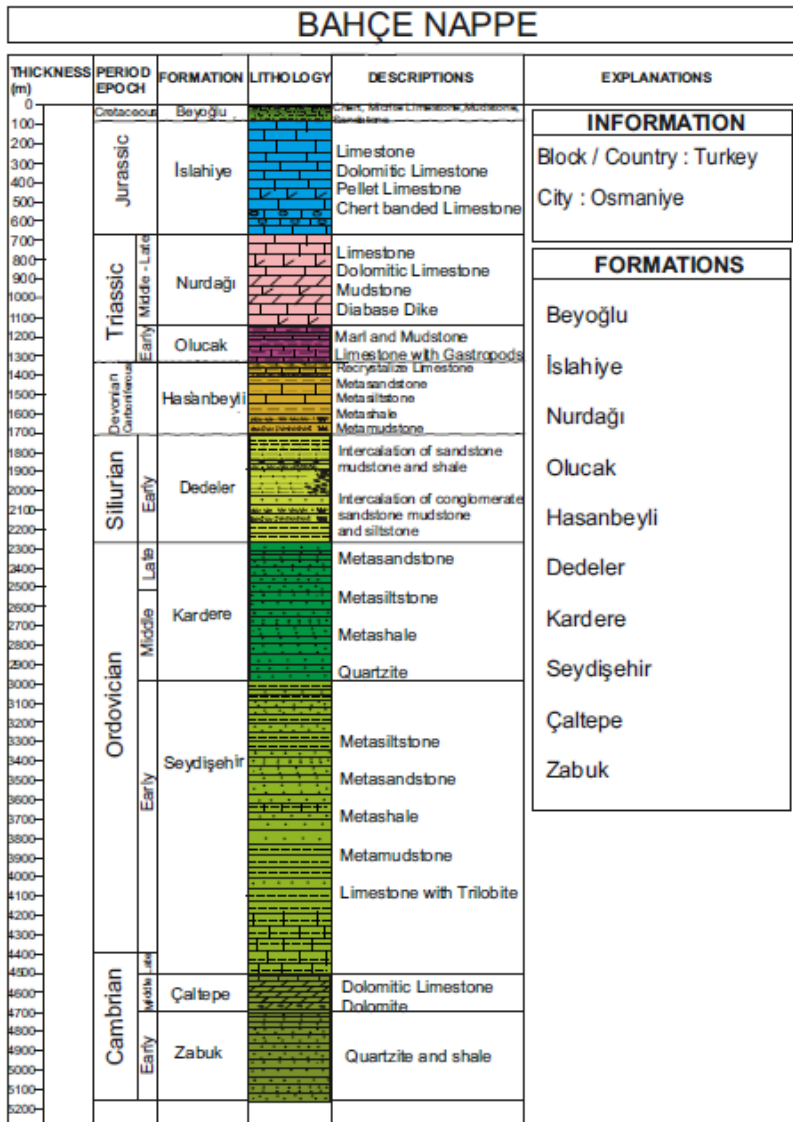 BAHÇE NAPPE
THICKNESS (m)
PERIOD EPOCH
FORMATION
LITHOLOGY
DESCRIPTIONS
EXPLANATIONS
0
100
200
300
400
500
600
700
800
900
1000
1100
1200
1300
1400
1500
1600
1700
1800
1900
2000
2100
2200
2300
2400
2500
2600
2700
2800
2900
3000
3100
3200
3300
3400
3500
3600
3700
3800
3900
4000
4100
4200
4300
4400
4500
4600
4700
4800
4900
5000
5100
5200
Cretaceous
Beyoğlu
Chert, Micrite Limestone, Mudstone,
Sandstone
Jurassic
İslahiye
Limestone
Dolomitic Limestone
Pellet Limestone
Chert banded Limestone
Triassic
Middle - Late
Nurdağı
Limestone
Dolomitic Limestone
Mudstone
Diabase Dike
Early
Olucak
Marl and Mudstone
Limestone with Gastropods
Devonian
Carboniferous
Hasanbeyli
Recrystalize Limestone
Metasandstone
Metasiltstone
Metashale
Metamudstone
Siliurian
Early
Dedeler
Intercalation of sandstone
mudstone and shale
Intercalation of conglomerate
sandstone mudstone
and siltstone
Ordovician
Late
Middle
Kardere
Metasandstone
Metasiltstone
Metashale
Quartzite
Early
Seydişehir
Metasiltstone
Metasandstone
Metashale
Metamudstone
Limestone with Trilobite
Cambrian
Late
Middle
Çaltepe
Dolomitic Limestone
Dolomite
Early
Zabuk
Quartzite and shale
INFORMATION
Block / Country : Turkey
City : Osmaniye
FORMATIONS
Beyoğlu
İslahiye
Nurdağı
Olucak
Hasanbeyli
Dedeler
Kardere
Seydişehir
Çaltepe
Zabuk